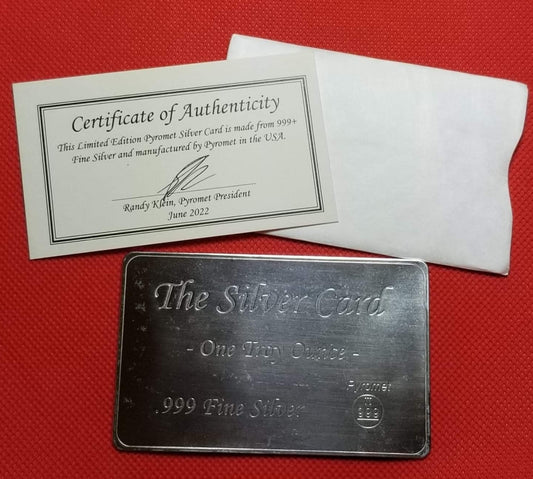 Certificate of Authenticity
This Limited Edition Pyromet Silver Card is made from 999+
Fine Silver and manufactured by Pyromet in the USA.
Randy Klein, Pyromet President
June 2022
The Silver Card
- One Troy Ounce -
.999 Fine Silver
Pyromet
999